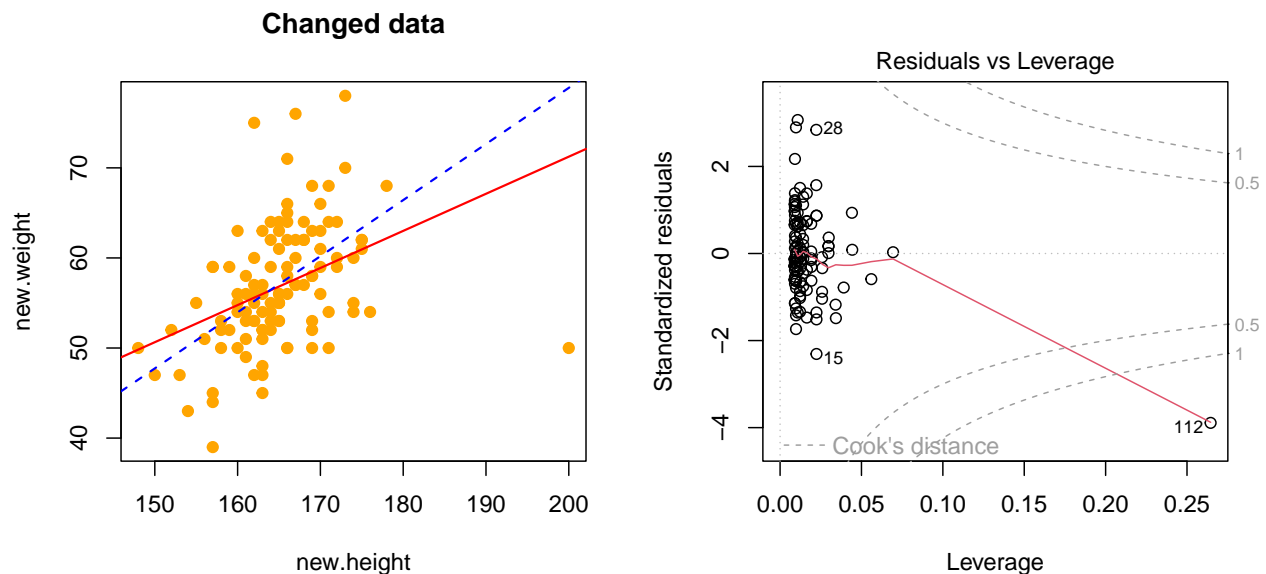 Changed data
new.weight
40 50 60 70
150 160 170 180 190 200
new.height
Residuals vs Leverage
Standardized residuals
−4 −2 0 2
28
15
112
1
0.5
0.5
1
Cook's distance
0.00 0.05 0.10 0.15 0.20 0.25
Leverage